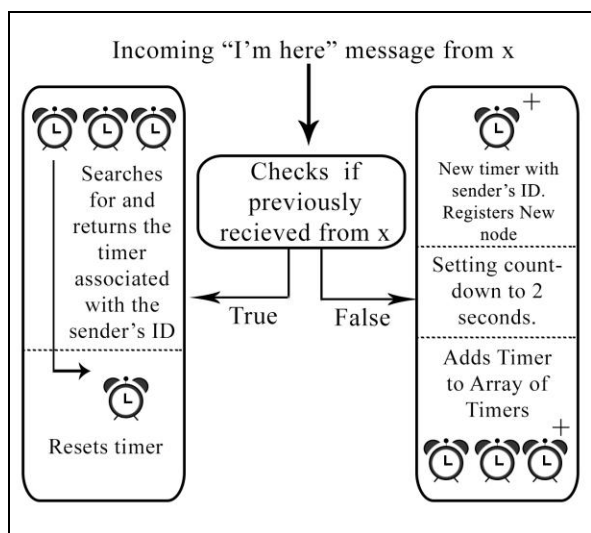 Incoming “I'm here” message from x
Searches
for and
returns the
timer
associated
with the
sender's ID
Resets timer
Checks if
previously
recieved from x
True
False
+
New timer with
sender's ID.
Registers New
node
Setting count-
down to 2
seconds.
Adds Timer
to Array of
Timers
+